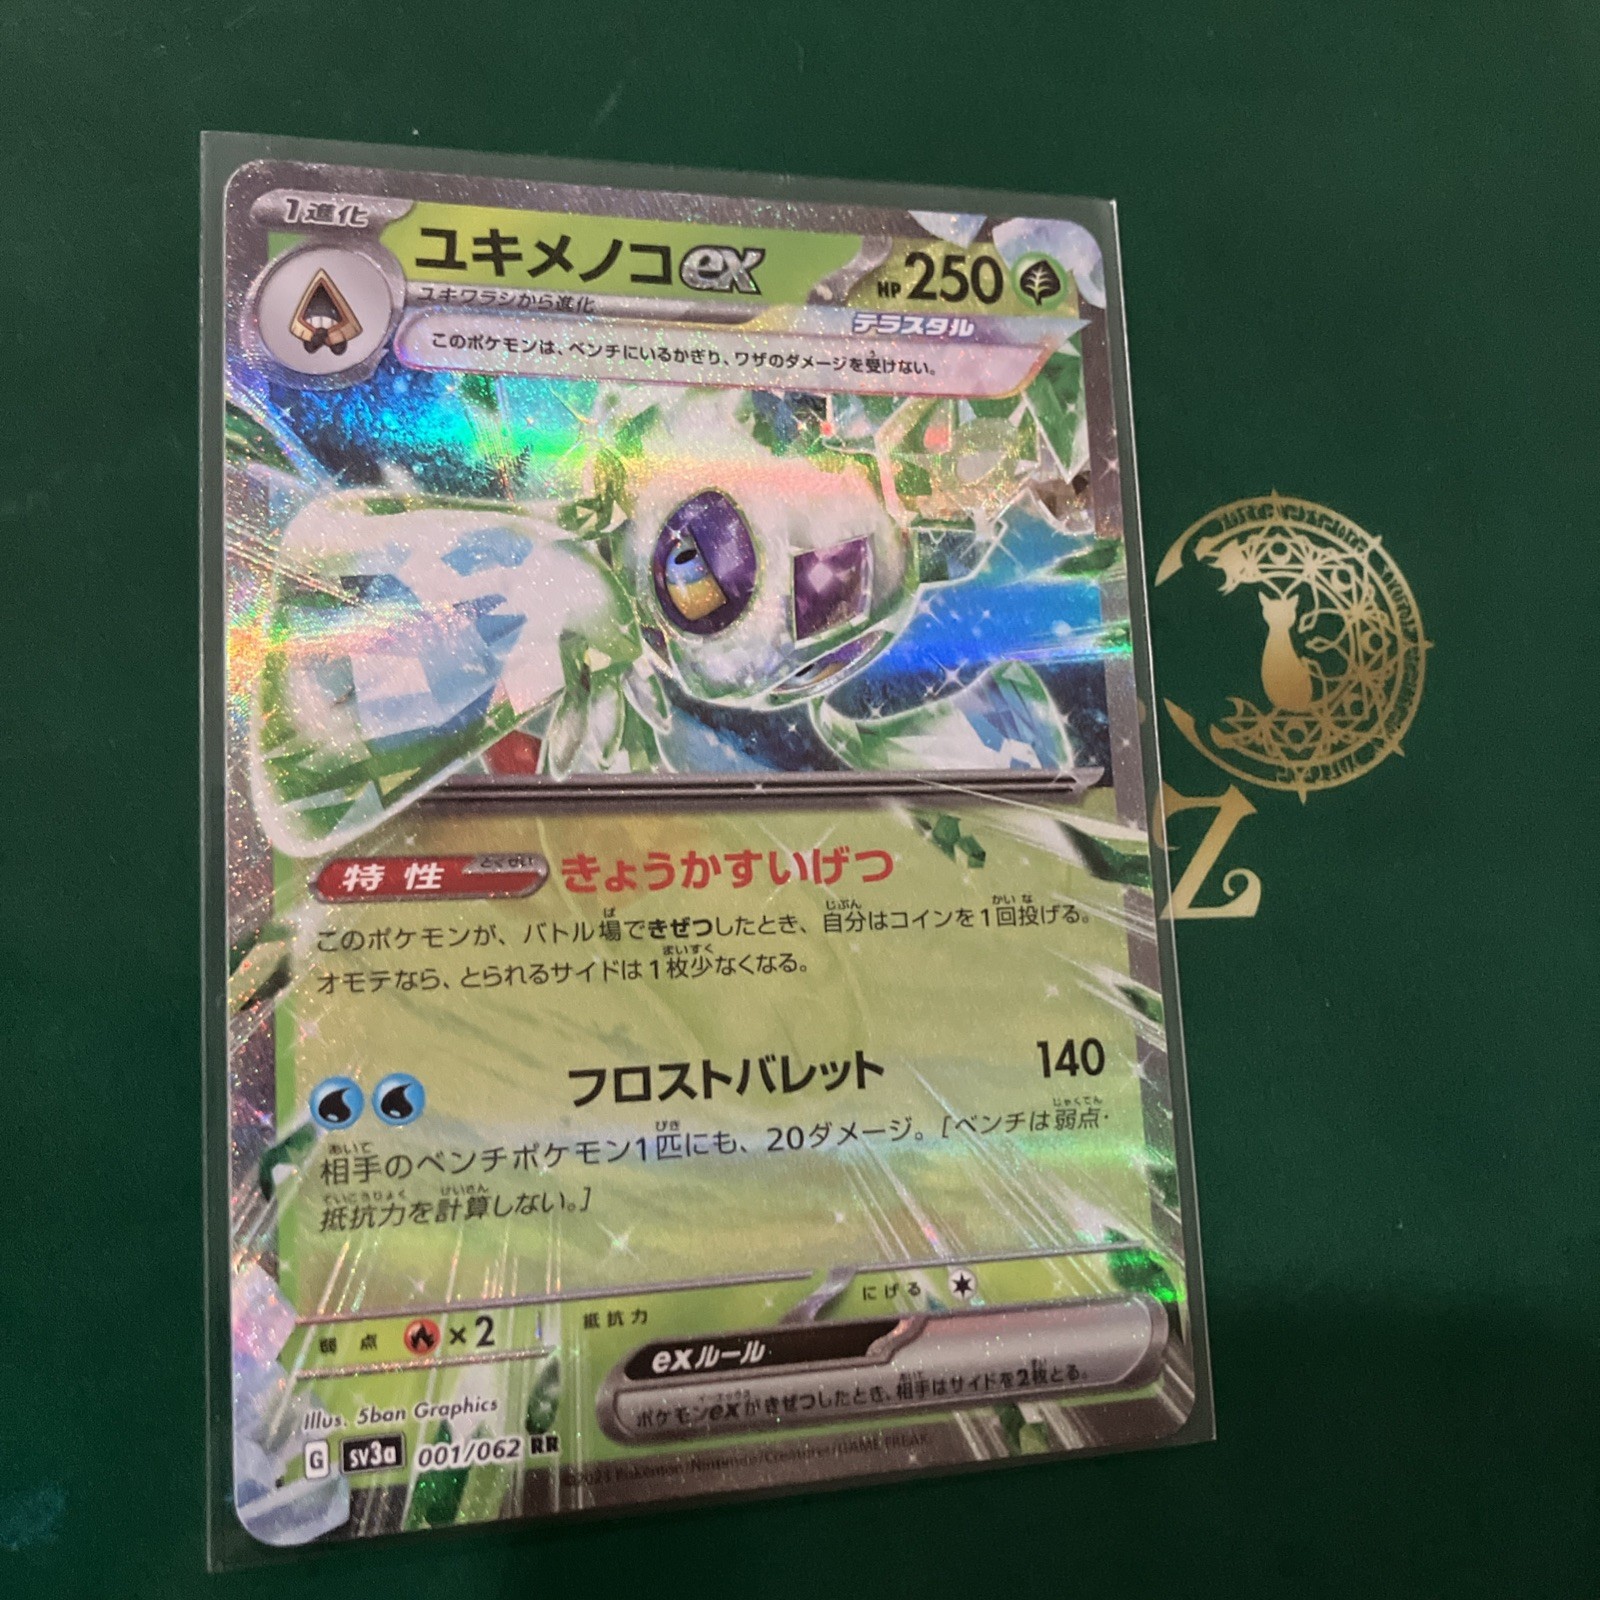 1進化
ユキメノコex
HP250
ユキワラシから進化
テラスタル
このポケモンは、ベンチにいるかぎり、ワザのダメージを受けない。
特性 とくせい きょうかすいげつ
このポケモンが、バトル場できぜつしたとき、自分はコインを1回投げる。
オモテなら、とられるサイドは1枚少なくなる。
フロストバレット 140
相手のベンチポケモン1匹にも、20ダメージ。[ベンチは弱点・
抵抗力を計算しない。]
弱点 ×2 抵抗力 にげる
exルール
ポケモンexがきぜつしたとき、相手はサイドを2枚とる。
Illus. 5ban Graphics
G SV3a 001/062 RR
©2023 Pokémon/Nintendo/Creatures/GAME FREAK
Z